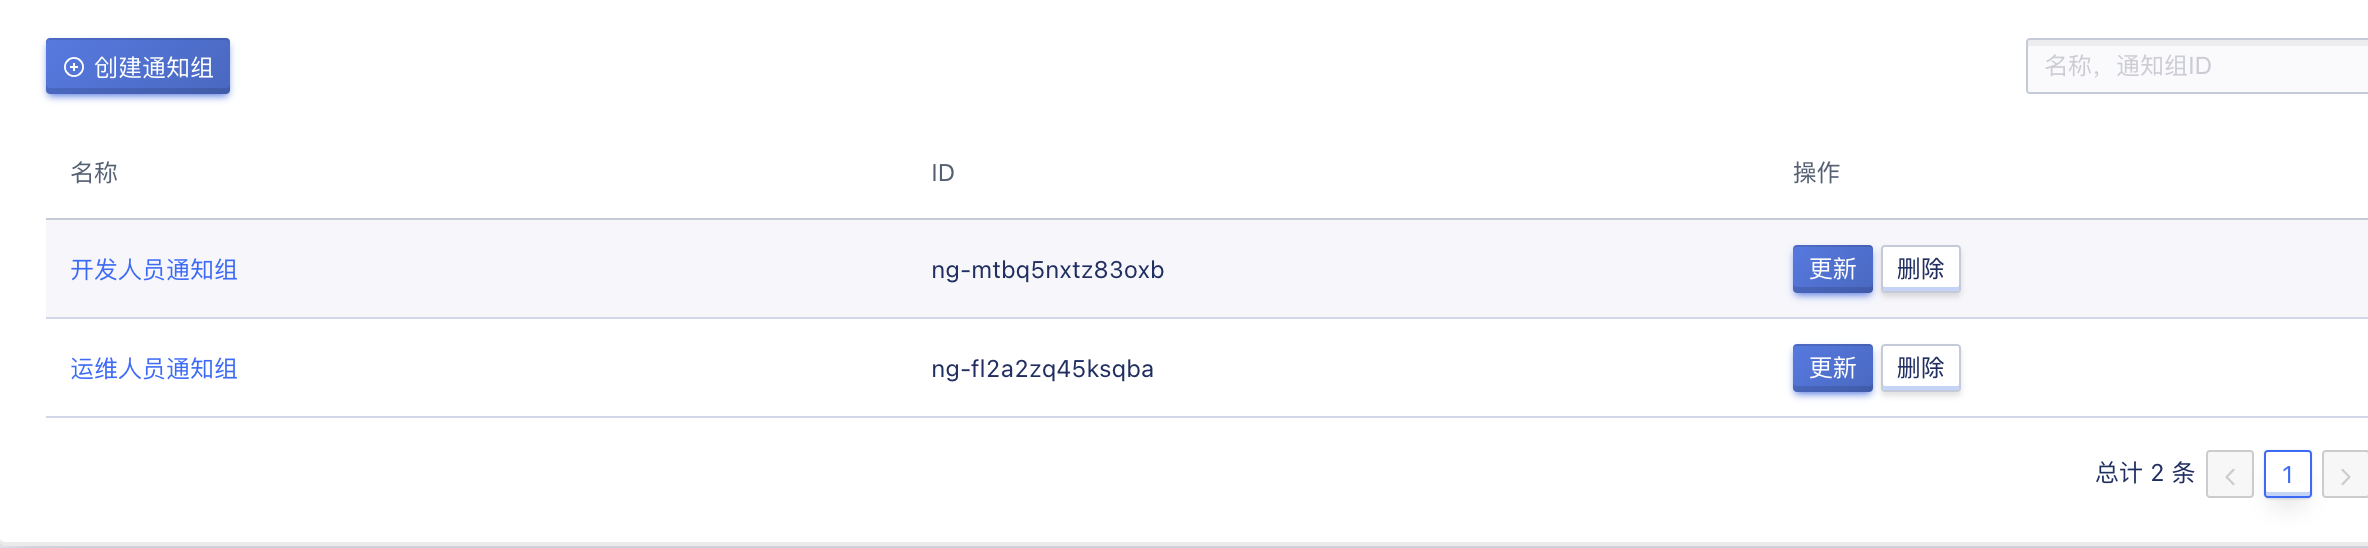 创建通知组
名称，通知组ID
名称 ID 操作
开发人员通知组 ng-mtbq5nxtz83oxb 更新 删除
运维人员通知组 ng-fl2a2zq45ksqba 更新 删除
总计 2 条 1